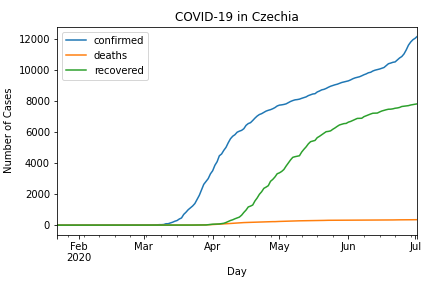 COVID-19 in Czechia
confirmed
deaths
recovered
Number of Cases
12000
10000
8000
6000
4000
2000
0
Feb
2020
Mar
Apr
May
Jun
Jul
Day